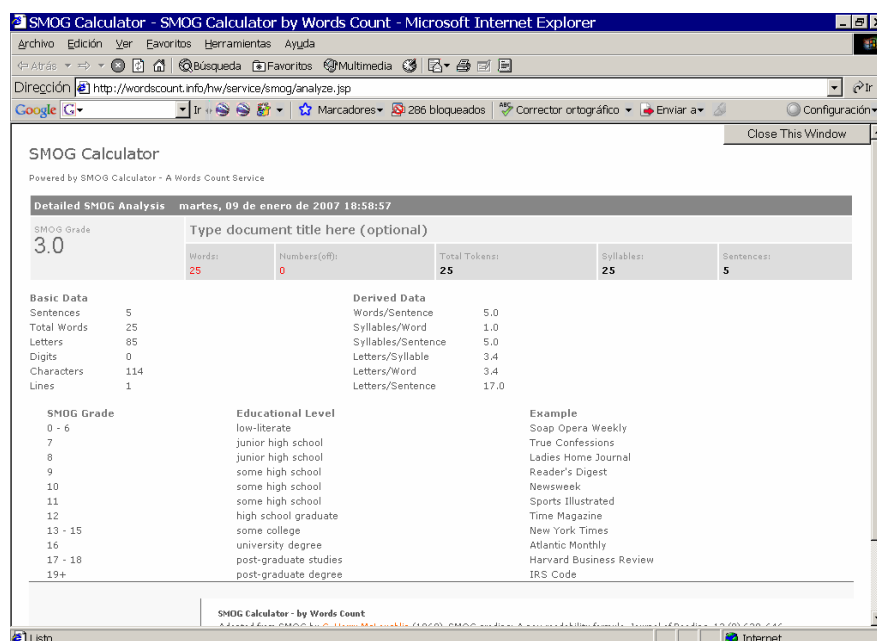 SMOG Calculator - SMOG Calculator by Words Count - Microsoft Internet Explorer
Archivo Edición Ver Favoritos Herramientas Ayuda
Atrás Búsqueda Favoritos Multimedia
Dirección http://wordscount.info/hw/service/smog/analyze.jsp Ir
Google G Ir Marcadores 286 bloqueados ABC Corrector ortográfico Enviar a Configuración
Close This Window
SMOG Calculator
Powered by SMOG Calculator - A Words Count Service
Detailed SMOG Analysis martes, 09 de enero de 2007 18:58:57
SMOG Grade Type document title here (optional)
3.0
Words: Numbers(off): Total Tokens: Syllables: Sentences:
25 0 25 25 5
Basic Data Derived Data
Sentences 5 Words/Sentence 5.0
Total Words 25 Syllables/Word 1.0
Letters 85 Syllables/Sentence 5.0
Digits 0 Letters/Syllable 3.4
Characters 114 Letters/Word 3.4
Lines 1 Letters/Sentence 17.0
SMOG Grade Educational Level Example
0 - 6 low-literate Soap Opera Weekly
7 junior high school True Confessions
8 junior high school Ladies Home Journal
9 some high school Reader's Digest
10 some high school Newsweek
11 some high school Sports Illustrated
12 high school graduate Time Magazine
13 - 15 some college New York Times
16 university degree Atlantic Monthly
17 - 18 post-graduate studies Harvard Business Review
19+ post-graduate degree IRS Code
SMOG Calculator - by Words Count
Listo Internet